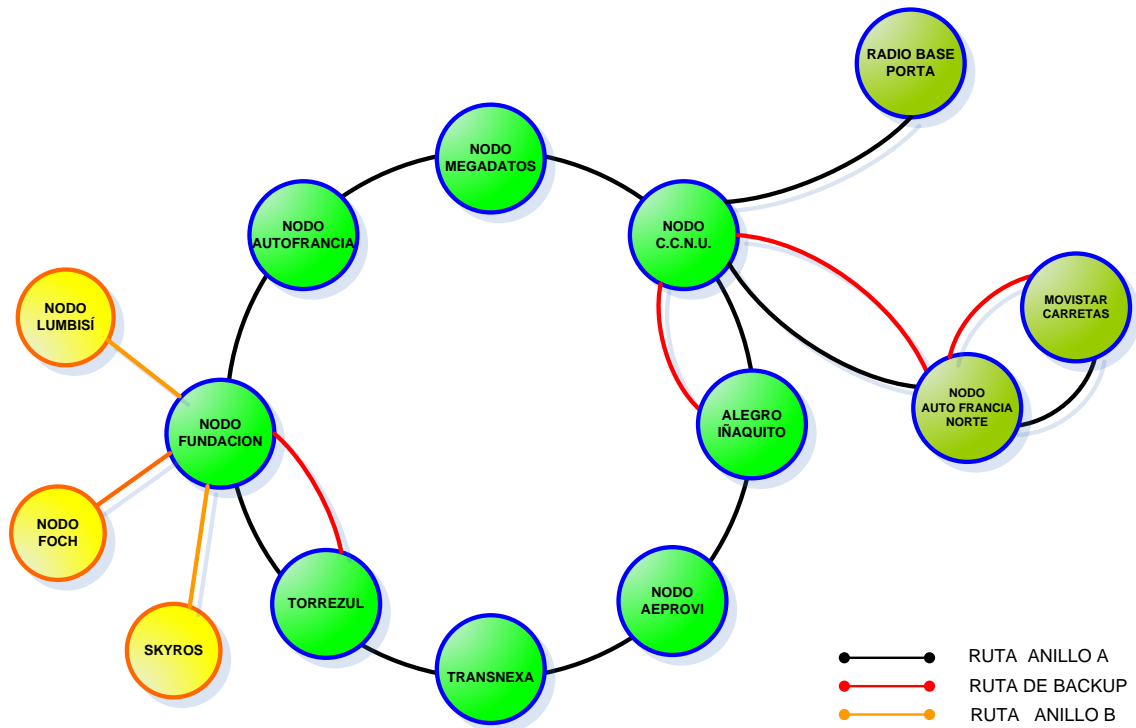 RADIO BASE
PORTA
NODO
MEGADATOS
NODO
AUTOFRANCIA
NODO
C.C.N.U.
NODO
LUMBISÍ
MOVISTAR
CARRETAS
NODO
FUNDACION
ALEGRO
IÑAQUITO
NODO
AUTO FRANCIA
NORTE
NODO
FOCH
TORREZUL
NODO
AEPROVI
SKYROS
TRANSNEXA
RUTA ANILLO A
RUTA DE BACKUP
RUTA ANILLO B